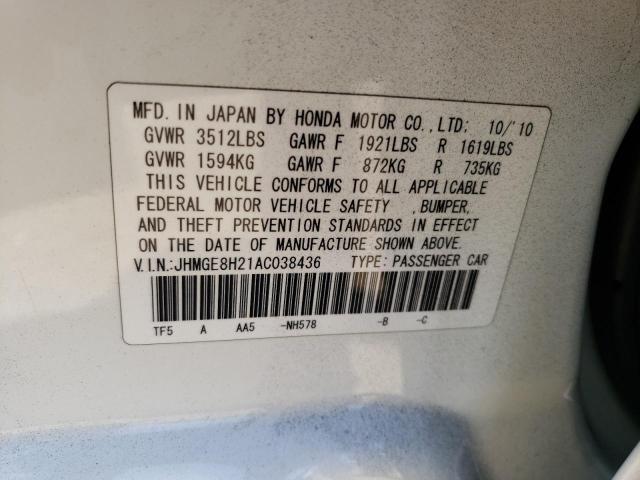 MFD. IN JAPAN BY HONDA MOTOR CO.,LTD: 10/'10
GVWR 3512LBS GAWR F 1921LBS R 1619LBS
GVWR 1594KG GAWR F 872KG R 735KG
THIS VEHICLE CONFORMS TO ALL APPLICABLE
FEDERAL MOTOR VEHICLE SAFETY ,BUMPER,
AND THEFT PREVENTION STANDARDS IN EFFECT
ON THE DATE OF MANUFACTURE SHOWN ABOVE.
V.I.N.:JHMGE8H21AC038436 TYPE: PASSENGER CAR
TF5 A AA5 -NH578 -B -C